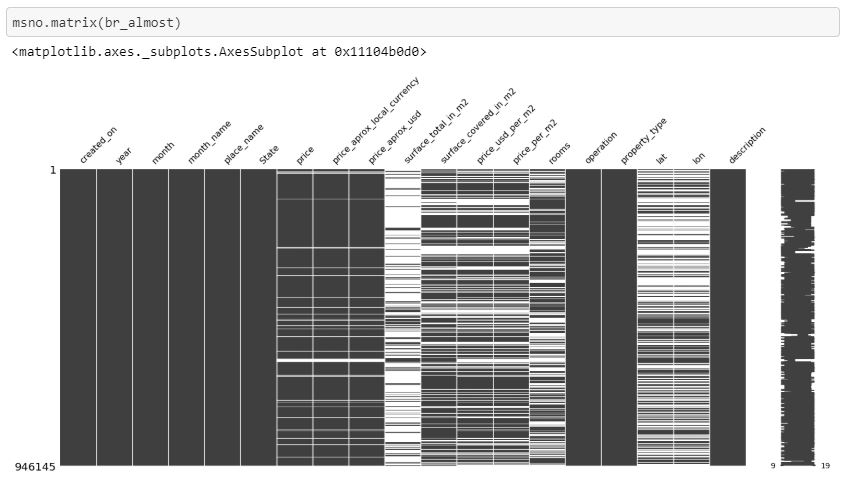 msno.matrix(br_almost)
<matplotlib.axes._subplots.AxesSubplot at 0x11104b0d0>
created_on
year
month
month_name
place_name
State
price
price_aprox_local_currency
price_aprox_usd
surface_total_in_m2
surface_covered_in_m2
price_usd_per_m2
price_per_m2
rooms
operation
property_type
lat
lon
description
1
946145
9
19